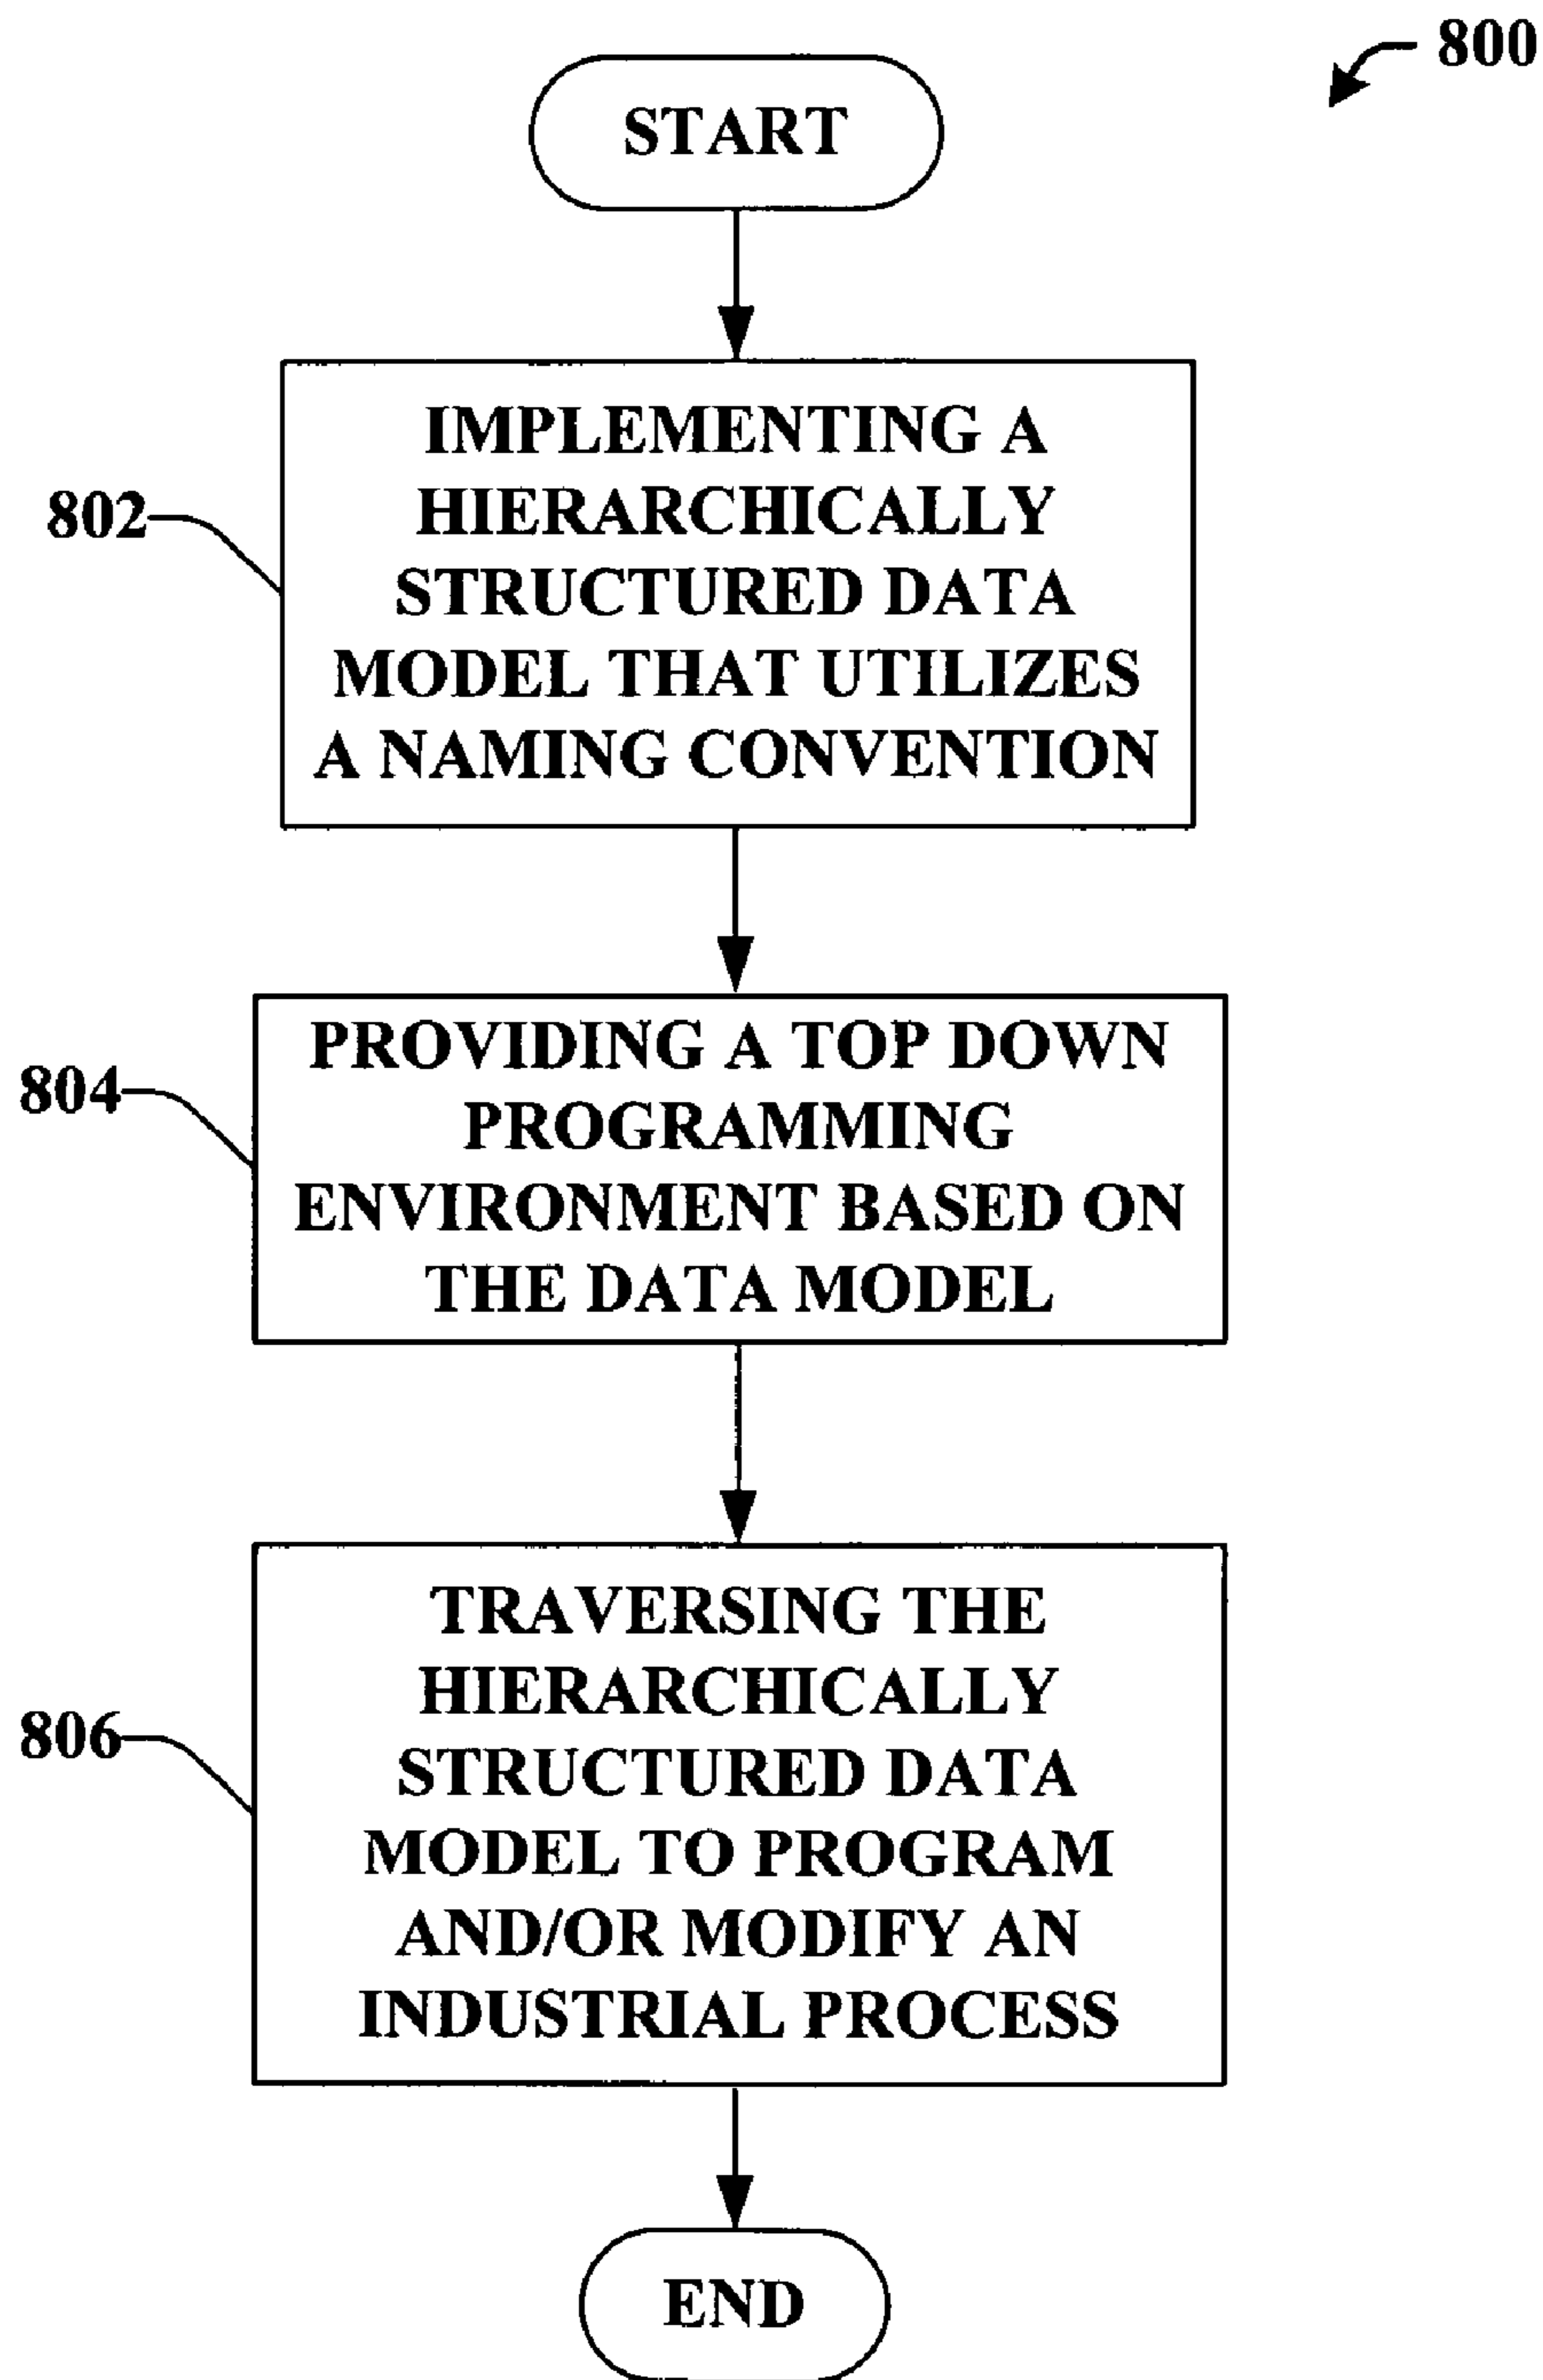 800
START
IMPLEMENTING A
HIERARCHICALLY
STRUCTURED DATA
MODEL THAT UTILIZES
A NAMING CONVENTION
802
PROVIDING A TOP DOWN
PROGRAMMING
ENVIRONMENT BASED ON
THE DATA MODEL
804
TRAVERSING THE
HIERARCHICALLY
STRUCTURED DATA
MODEL TO PROGRAM
AND/OR MODIFY AN
INDUSTRIAL PROCESS
806
END